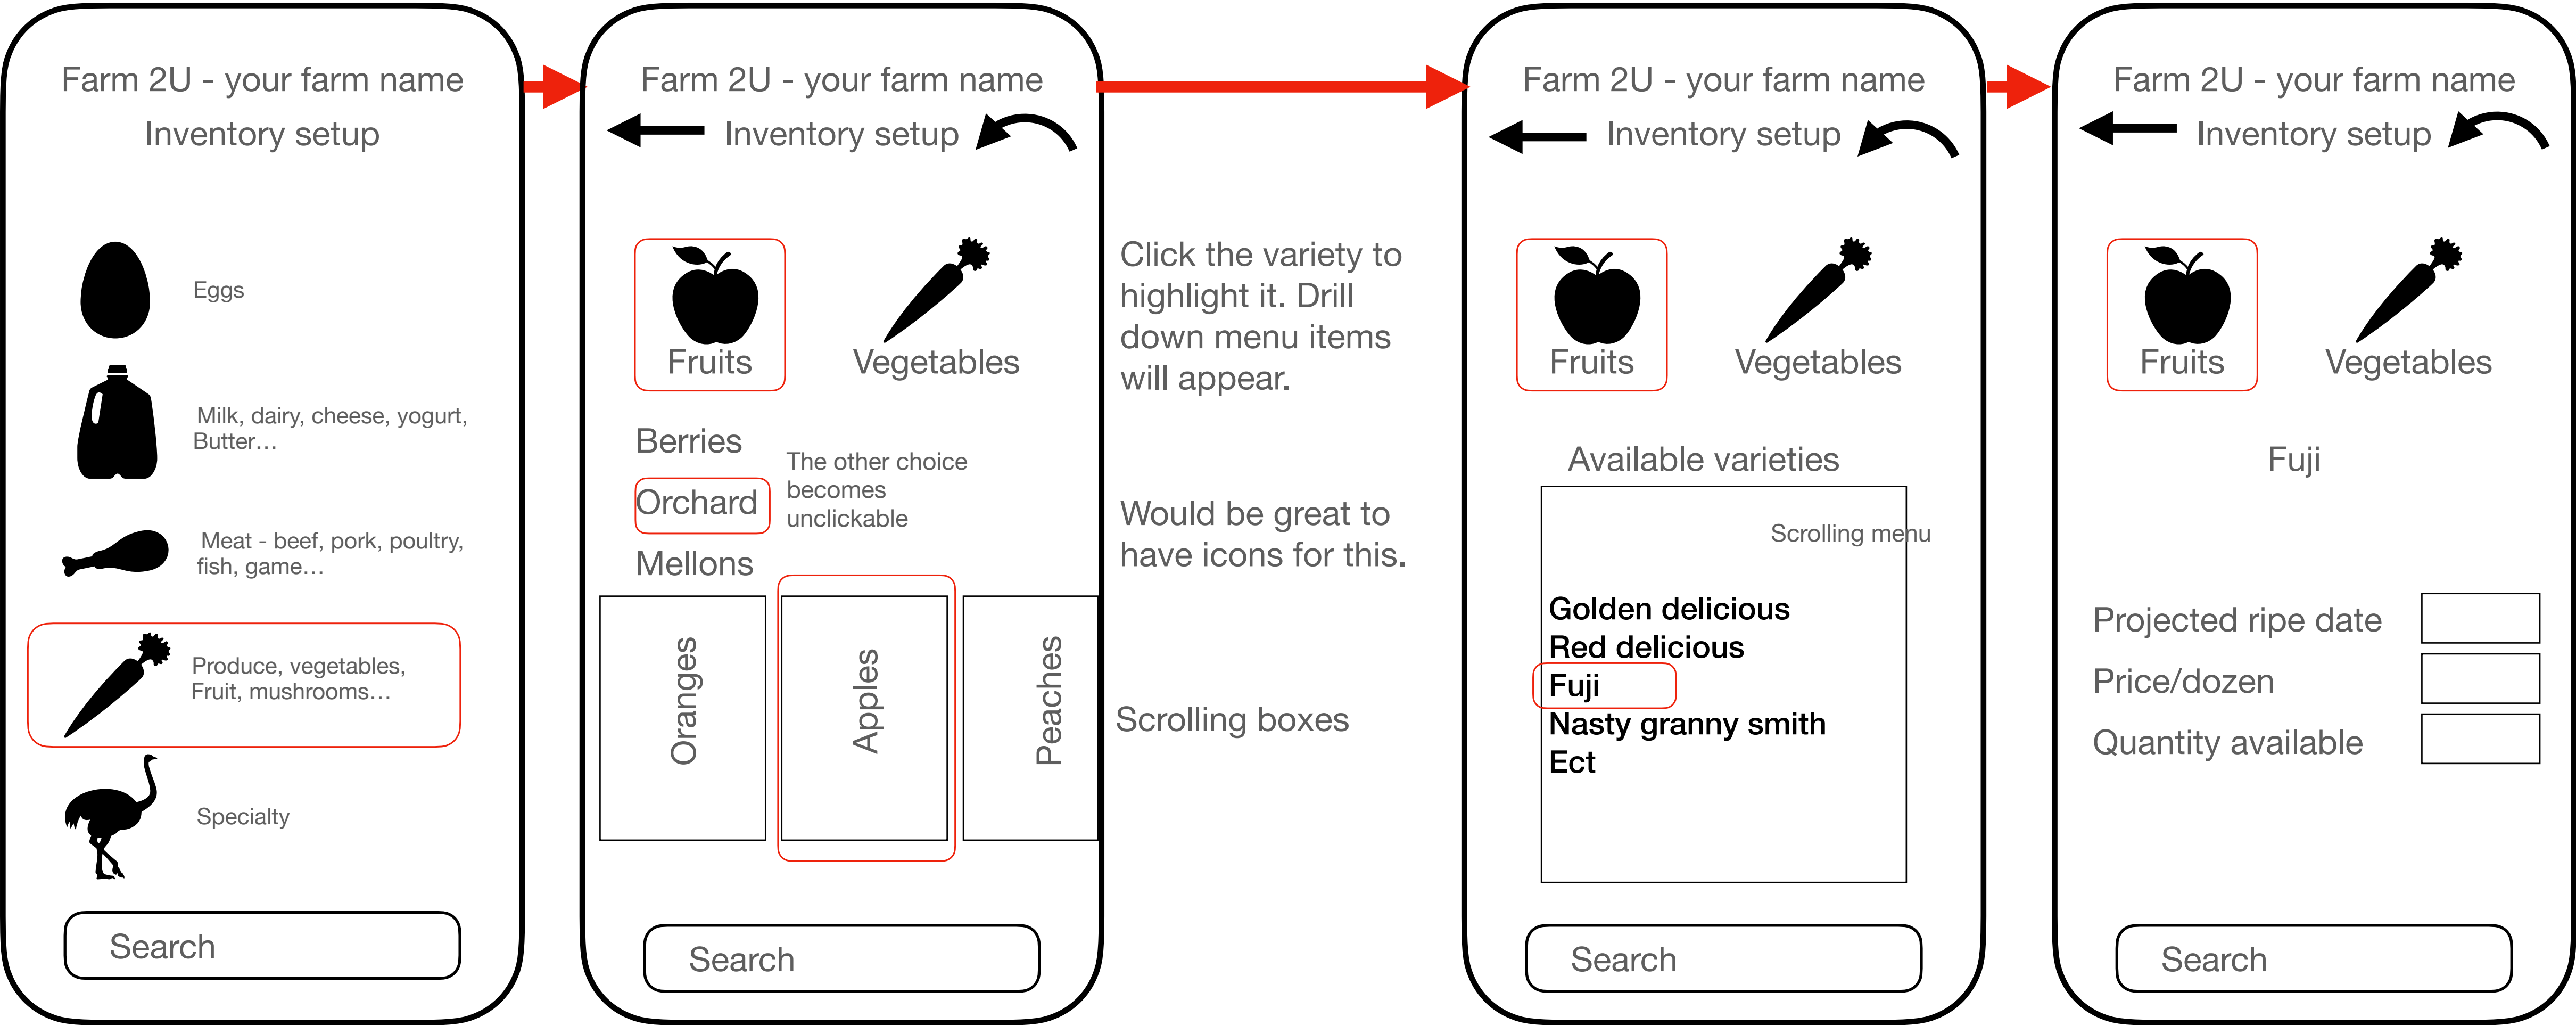 Farm 2U - your farm name
Inventory setup
Eggs
Milk, dairy, cheese, yogurt,
Butter…
Meat - beef, pork, poultry,
fish, game…
Produce, vegetables,
Fruit, mushrooms…
Specialty
Search
Farm 2U - your farm name
Inventory setup
Fruits
Vegetables
Berries
Orchard
Mellons
The other choice
becomes
unclickable
Oranges
Apples
Peaches
Search
Click the variety to
highlight it. Drill
down menu items
will appear.
Would be great to
have icons for this.
Scrolling boxes
Farm 2U - your farm name
Inventory setup
Fruits
Vegetables
Available varieties
Scrolling menu
Golden delicious
Red delicious
Fuji
Nasty granny smith
Ect
Search
Farm 2U - your farm name
Inventory setup
Fruits
Vegetables
Fuji
Projected ripe date
Price/dozen
Quantity available
Search